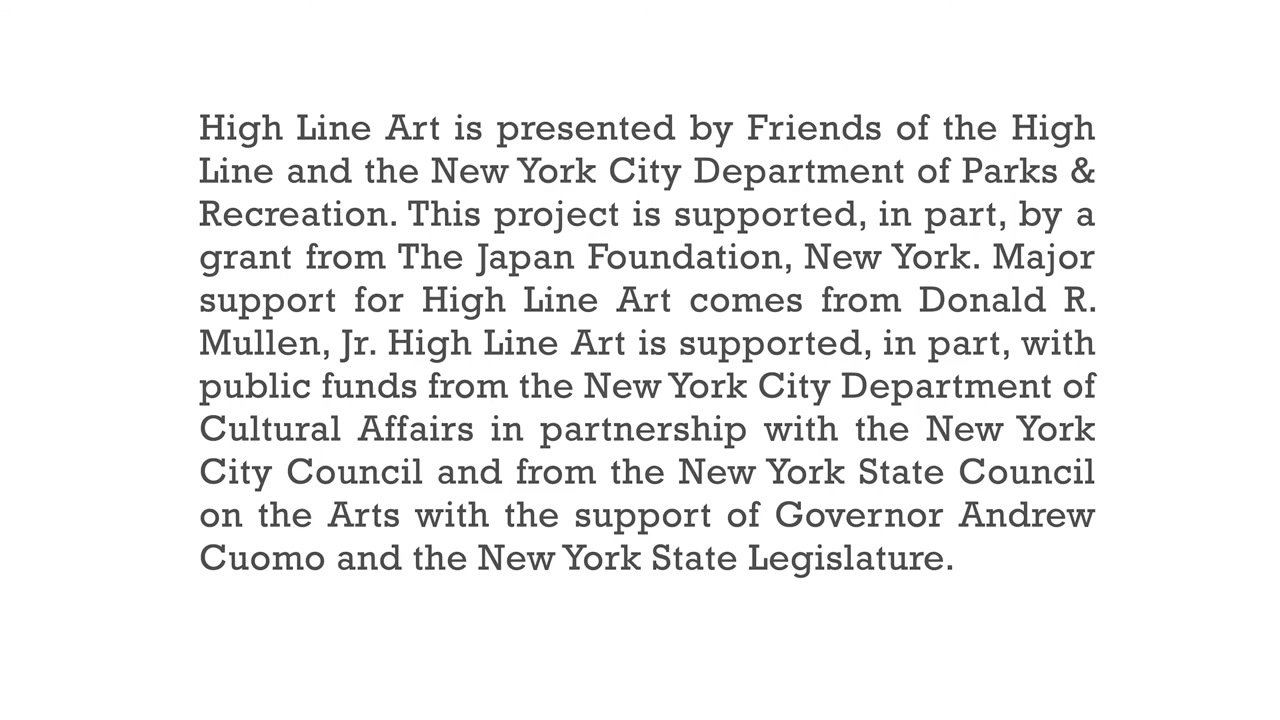 High Line Art is presented by Friends of the High
Line and the New York City Department of Parks &
Recreation. This project is supported, in part, by a
grant from The Japan Foundation, New York. Major
support for High Line Art comes from Donald R.
Mullen, Jr. High Line Art is supported, in part, with
public funds from the New York City Department of
Cultural Affairs in partnership with the New York
City Council and from the New York State Council
on the Arts with the support of Governor Andrew
Cuomo and the New York State Legislature.